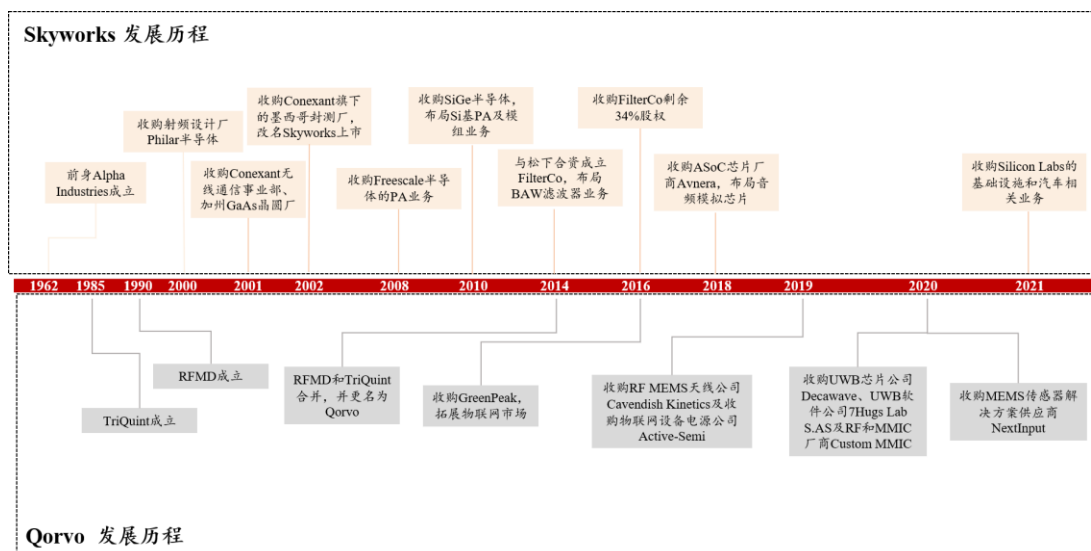 Skyworks 发展历程
前身Alpha
Industries成立
收购射频设计厂
Philar半导体
收购Conexant无
线通信事业部、
加州GaAs晶圆厂
收购Conexant旗下
的墨西哥封测厂，
改名Skyworks上市
收购Freescale半导
体的PA业务
收购SiGe半导体，
布局Si基PA及模
组业务
与松下合资成立
FilterCo，布局
BAW滤波器业务
收购FilterCo剩余
34%股权
收购ASoC芯片厂
商Avnera，布局音
频模拟芯片
收购Silicon Labs的
基础设施和汽车相
关业务
1962 1985 1990 2000 2001 2002 2008 2010 2014 2016 2018 2019 2020 2021
TriQuint成立
RFMD成立
RFMD和TriQuint
合并，并更名为
Qorvo
收购GreenPeak，
拓展物联网市场
收购RF MEMS天线公司
Cavendish Kinetics及收
购物联网设备电源公司
Active-Semi
收购UWB芯片公司
Decawave、UWB软
件公司7Hugs Lab
S.AS及RF和MMIC
厂商Custom MMIC
收购MEMS传感器解
决方案供应商
NextInput
Qorvo 发展历程